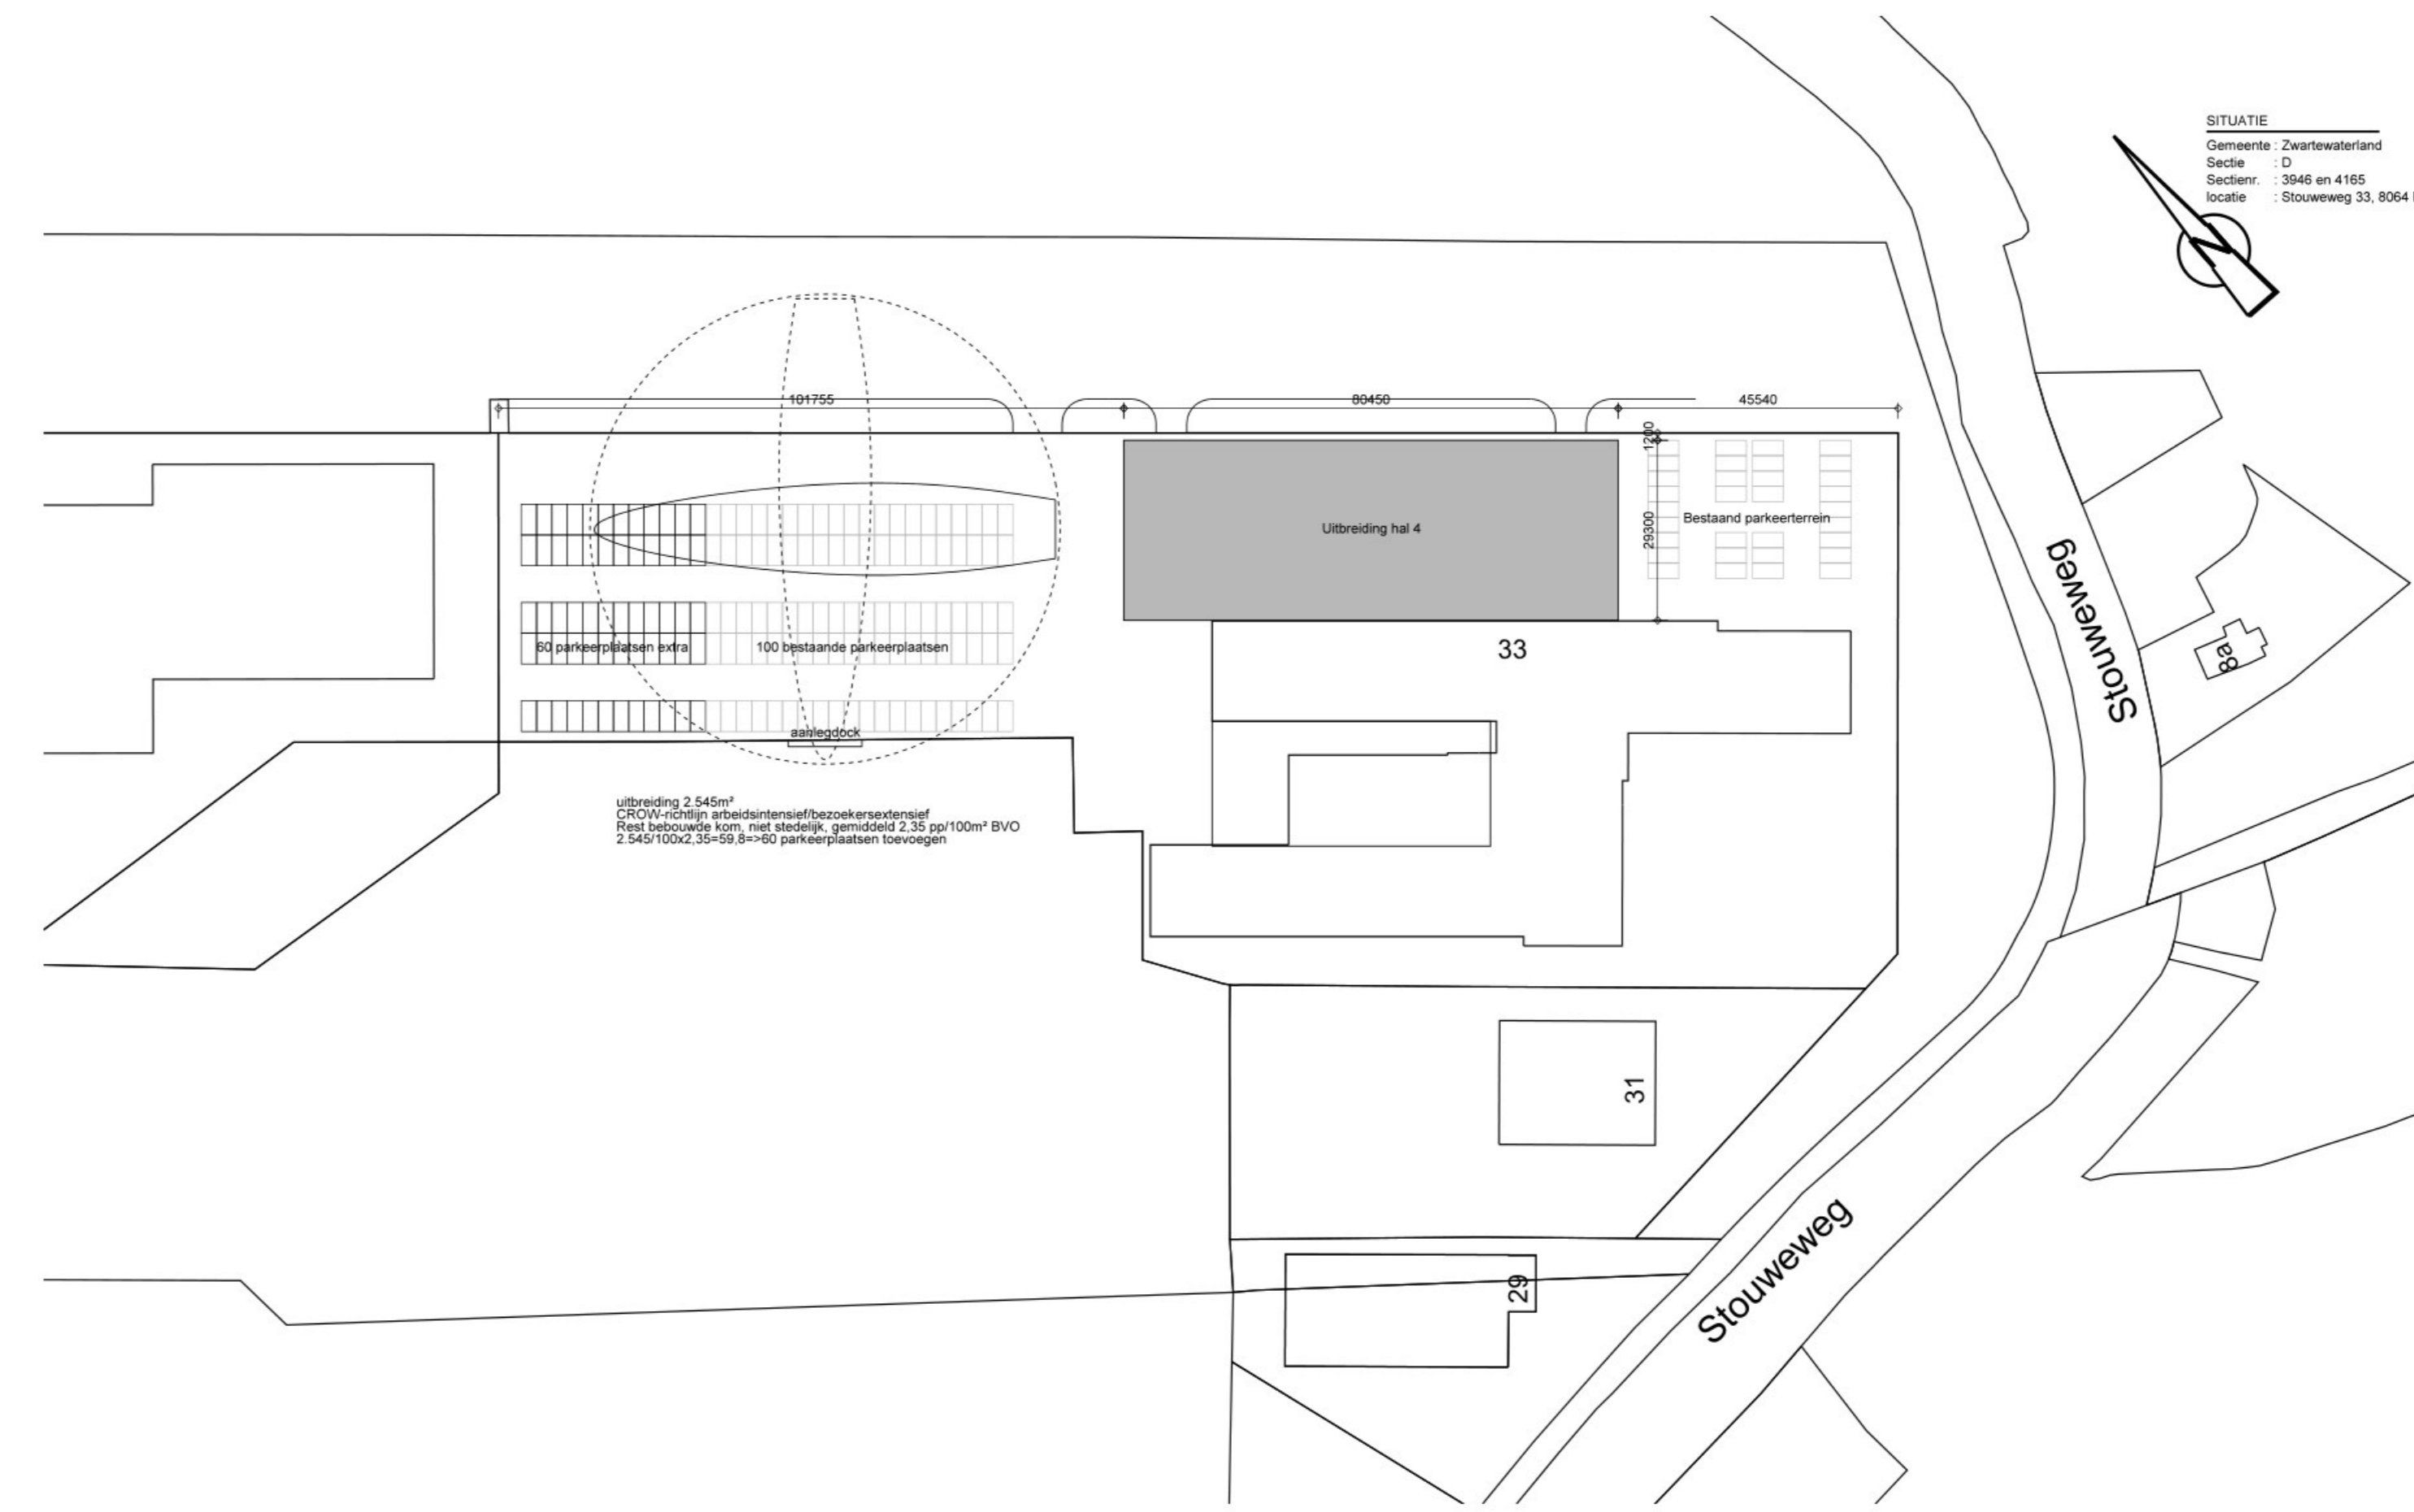 SITUATIE
Gemeente : Zwartewaterland
Sectie : D
Sectienr. : 3946 en 4165
locatie : Stouweweg 33, 8064
N
101755
80450
45540
1200
29300
Uitbreiding hal 4
Bestaand parkeerterrein
60 parkeerplaatsen extra
100 bestaande parkeerplaatsen
33
Stouweweg
8a
aanlegdock
uitbreiding 2.545m²
CROW-richtlijn arbeidsintensief/bezoekersextensief
Rest bebouwde kom, niet stedelijk, gemiddeld 2,35 pp/100m² BVO
2.545/100x2,35=59,8=>60 parkeerplaatsen toevoegen
31
29
Stouweweg